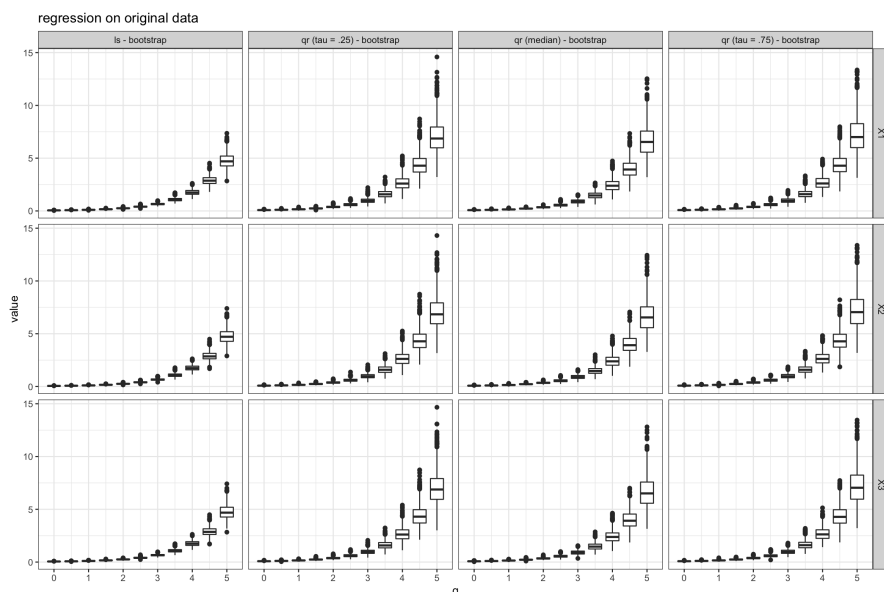 regression on original data
ls - bootstrap qr (tau = .25) - bootstrap qr (median) - bootstrap qr (tau = .75) - bootstrap
15
10
5
0
X1
15
10
5
0
X2
value
15
10
5
0
X3
0 1 2 3 4 5 0 1 2 3 4 5 0 1 2 3 4 5 0 1 2 3 4 5